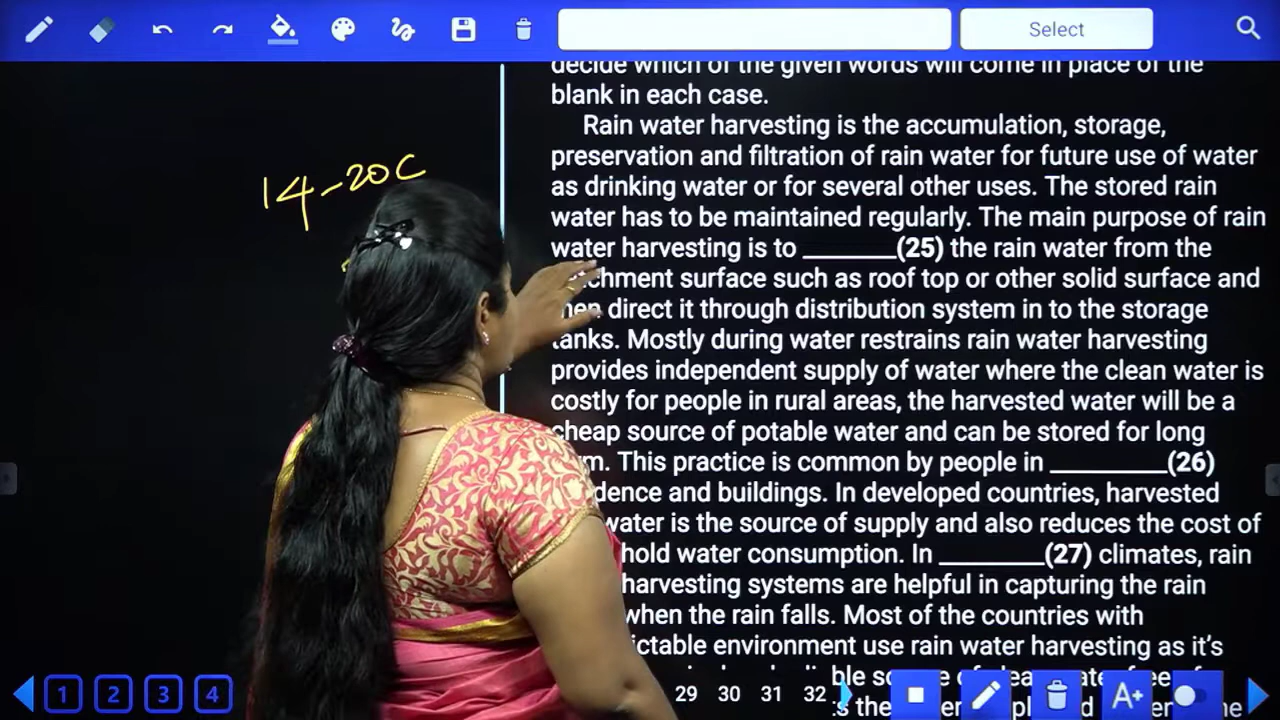 Select
14-20C
decide which of the given words will come in place of the
blank in each case.
Rain water harvesting is the accumulation, storage,
preservation and filtration of rain water for future use of water
as drinking water or for several other uses. The stored rain
water has to be maintained regularly. The main purpose of rain
water harvesting is to ________(25) the rain water from the
chment surface such as roof top or other solid surface and
then direct it through distribution system in to the storage
tanks. Mostly during water restrains rain water harvesting
provides independent supply of water where the clean water is
costly for people in rural areas, the harvested water will be a
cheap source of potable water and can be stored for long
m. This practice is common by people in __________(26)
dence and buildings. In developed countries, harvested
water is the source of supply and also reduces the cost of
hold water consumption. In _________(27) climates, rain
harvesting systems are helpful in capturing the rain
when the rain falls. Most of the countries with
ictable environment use rain water harvesting as it's
1 2 3 4 29 30 31 32 A+